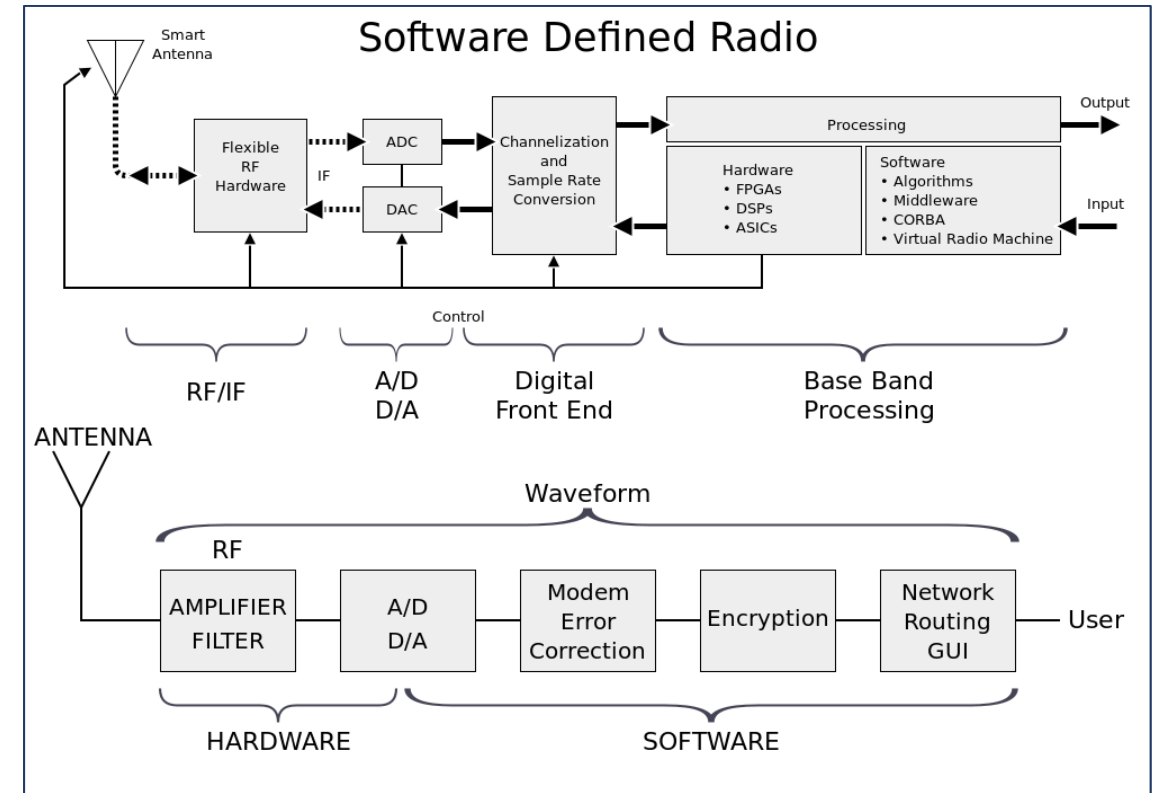 Software Defined Radio
Smart
Antenna
Flexible
RF
Hardware
IF
ADC
DAC
Channelization
and
Sample Rate
Conversion
Processing
Hardware
• FPGAs
• DSPs
• ASICs
Software
• Algorithms
• Middleware
• CORBA
• Virtual Radio Machine
Output
Input
Control
RF/IF
A/D
D/A
Digital
Front End
Base Band
Processing
ANTENNA
Waveform
RF
AMPLIFIER
FILTER
A/D
D/A
Modem
Error
Correction
Encryption
Network
Routing
GUI
User
HARDWARE
SOFTWARE